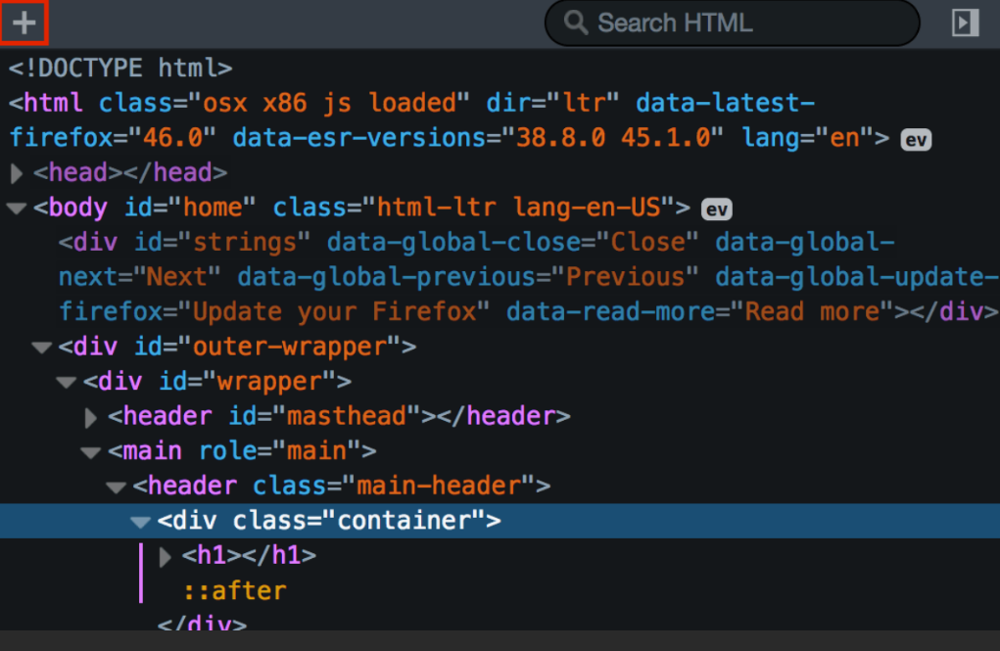 + Search HTML
<!DOCTYPE html>
<html class="osx x86 js loaded" dir="ltr" data-latest-
firefox="46.0" data-esr-versions="38.8.0 45.1.0" lang="en"> ev
<head></head>
<body id="home" class="html-ltr lang-en-US"> ev
<div id="strings" data-global-close="Close" data-global-
next="Next" data-global-previous="Previous" data-global-update-
firefox="Update your Firefox" data-read-more="Read more"></div>
<div id="outer-wrapper">
<div id="wrapper">
<header id="masthead"></header>
<main role="main">
<header class="main-header">
<div class="container">
<h1></h1>
::after
</div>